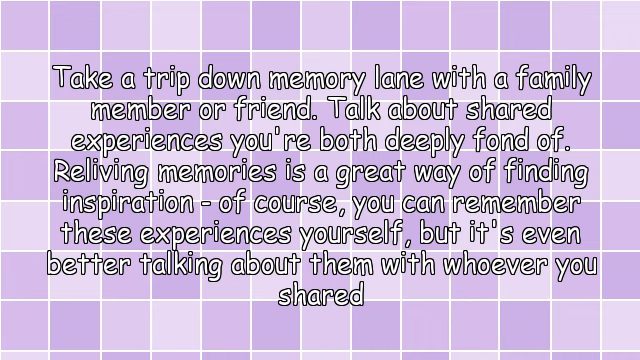 Take a trip down memory lane with a family
member or friend. Talk about shared
experiences you're both deeply fond of.
Reliving memories is a great way of finding
inspiration - of course, you can remember
these experiences yourself, but it's even
better talking about them with whoever you
shared